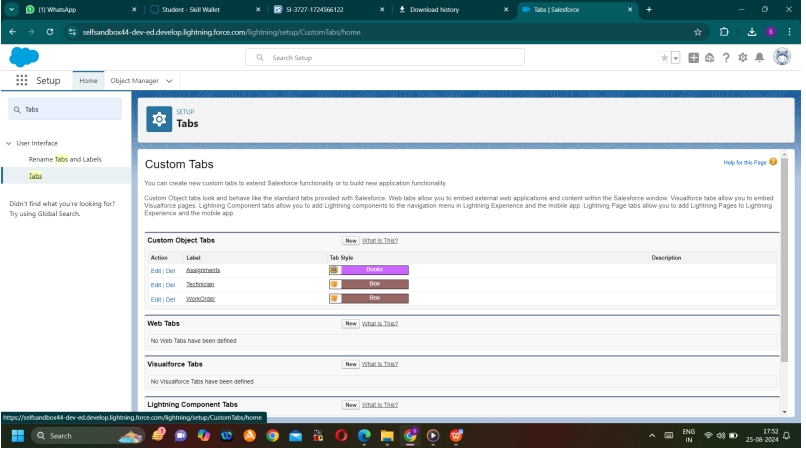 (1) WhatsApp
Student - Skill Wallet
SI-3727-1724566122
Download history
Tabs | Salesforce
selfsandbox44-dev-ed.develop.lightning.force.com/lightning/setup/CustomTabs/home
S
Search Setup
Setup
Home
Object Manager
Tabs
User Interface
Rename Tabs and Labels
Tabs
Didn't find what you're looking for?
Try using Global Search.
SETUP
Tabs
Custom Tabs
Help for this Page
You can create new custom tabs to extend Salesforce functionality or to build new application functionality.
Custom Object tabs look and behave like the standard tabs provided with Salesforce. Web tabs allow you to embed external web applications and content within the Salesforce window. Visualforce tabs allow you to embed
Visualforce pages. Lightning Component tabs allow you to add Lightning components to the navigation menu in Lightning Experience and the mobile app. Lightning Page tabs allow you to add Lightning Pages to Lightning
Experience and the mobile app.
Custom Object Tabs New What Is This?
Action Label Tab Style Description
Edit | Del Assignments Books
Edit | Del Technician Box
Edit | Del WorkOrder Box
Web Tabs New What Is This?
No Web Tabs have been defined
Visualforce Tabs New What Is This?
No Visualforce Tabs have been defined
Lightning Component Tabs New What Is This?
https://selfsandbox44-dev-ed.develop.lightning.force.com/lightning/setup/CustomTabs/home
Search
ENG
IN
17:52
25-08-2024